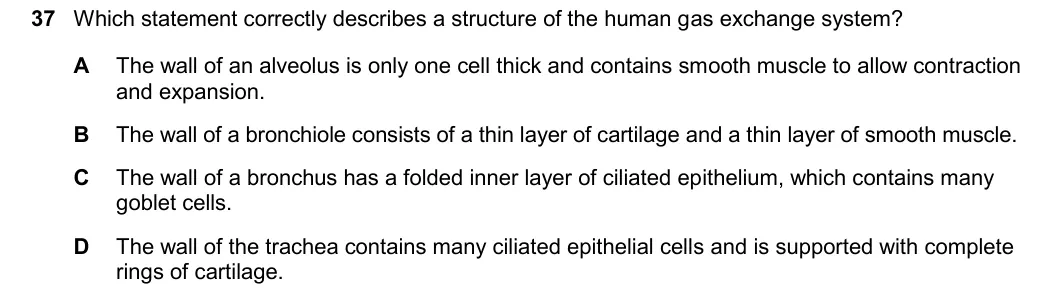 37 Which statement correctly describes a structure of the human gas exchange system?
A The wall of an alveolus is only one cell thick and contains smooth muscle to allow contraction
and expansion.
B The wall of a bronchiole consists of a thin layer of cartilage and a thin layer of smooth muscle.
C The wall of a bronchus has a folded inner layer of ciliated epithelium, which contains many
goblet cells.
D The wall of the trachea contains many ciliated epithelial cells and is supported with complete
rings of cartilage.